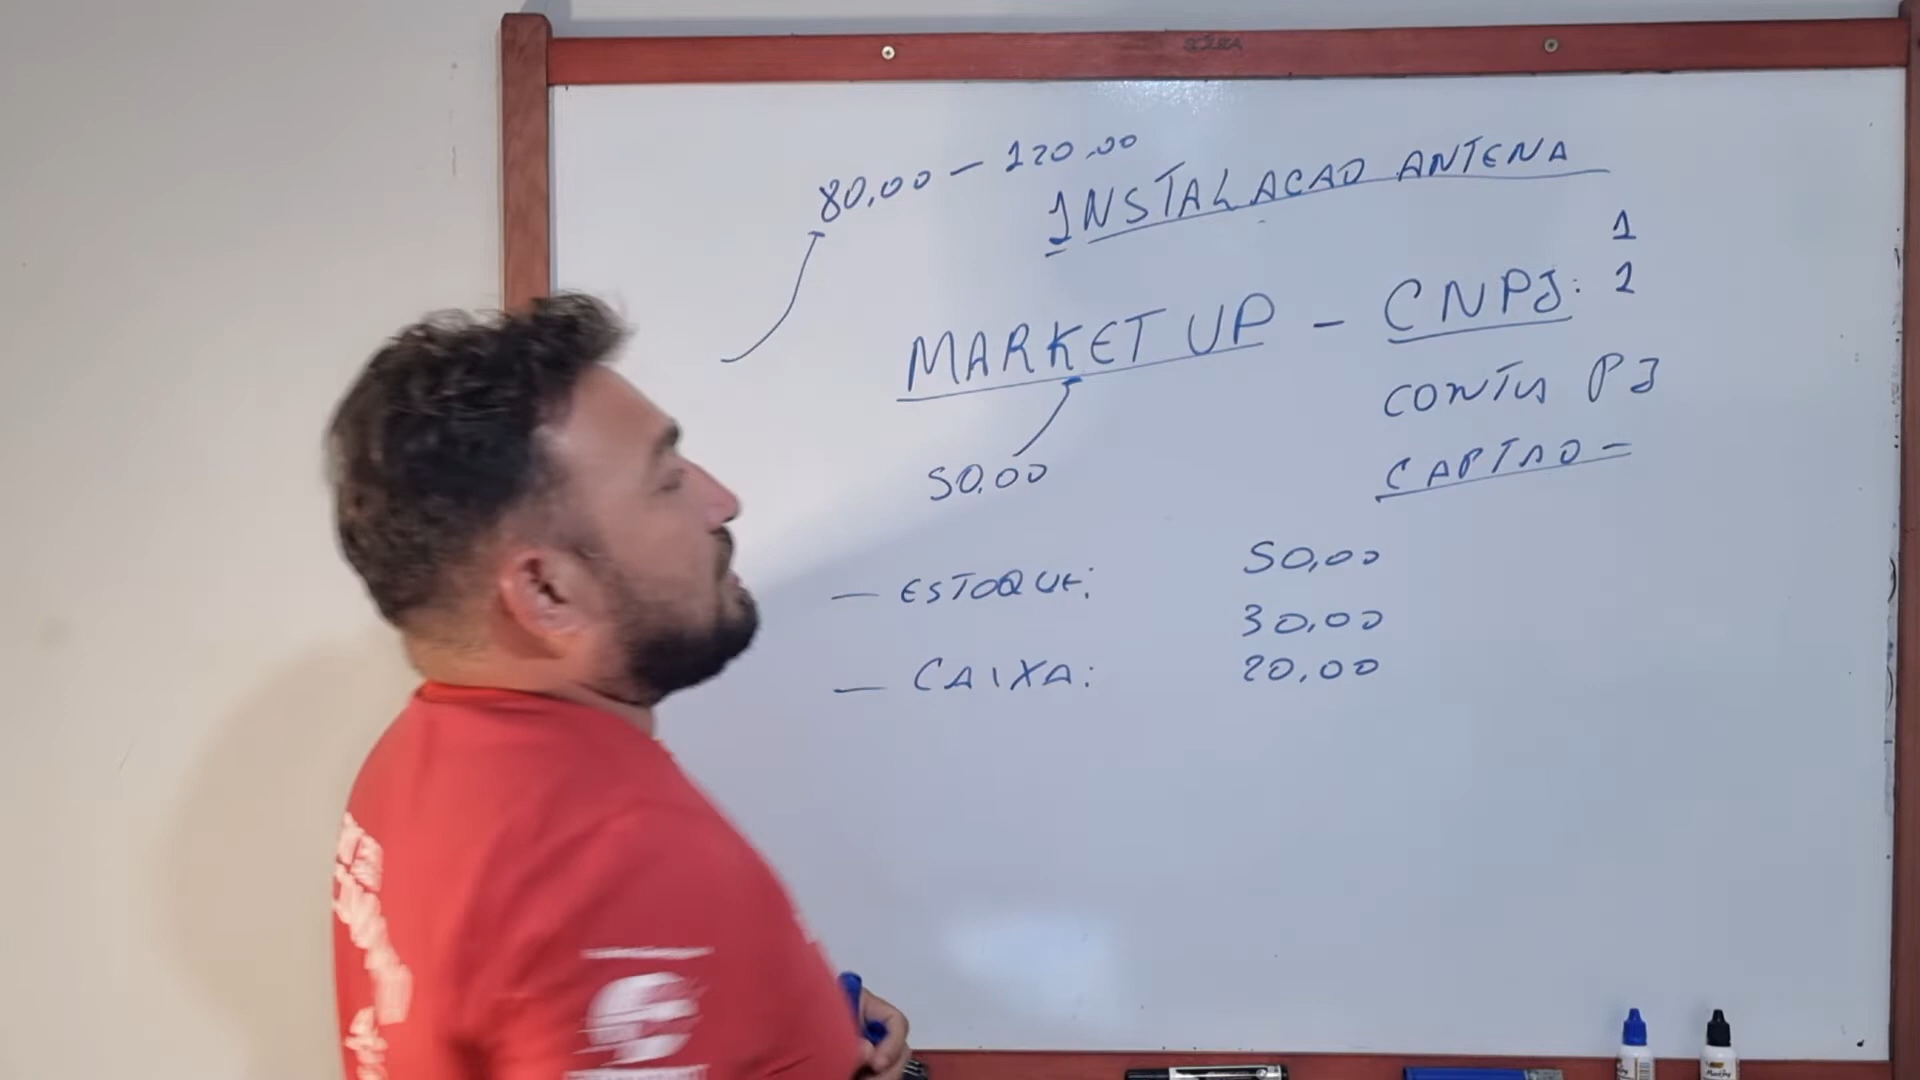 80,00 - 120,00
INSTALACAO ANTENA
1
MARKETUP - CNPJ: 2
CONTA PJ
50,00
CAPTAO =
- ESTOQUE: 50,00
30,00
- CAIXA: 20,00